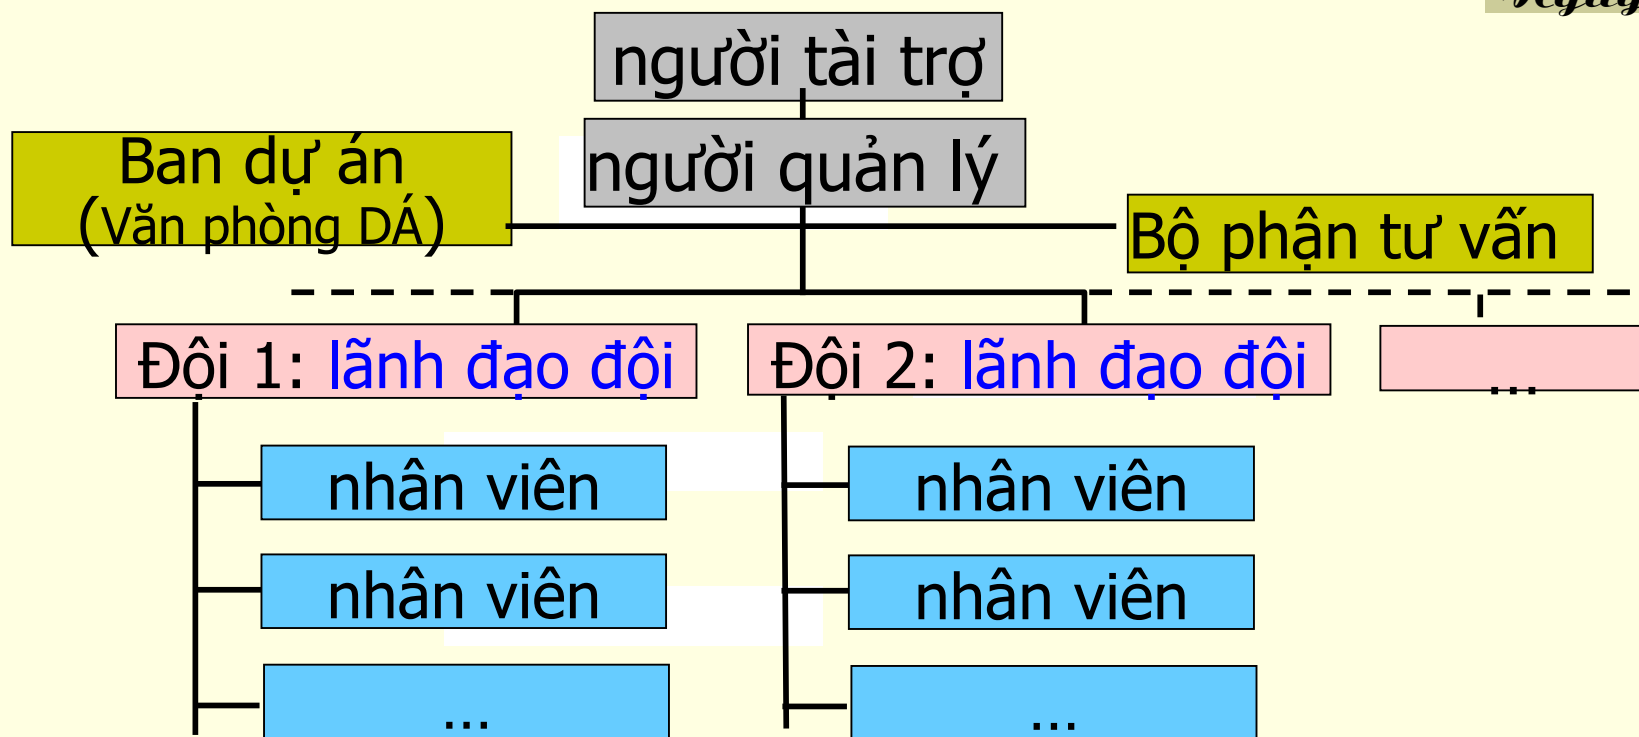 người tài trợ
người quản lý
Ban dự án
(Văn phòng DÁ)
Bộ phận tư vấn
Đội 1: lãnh đạo đội
Đội 2: lãnh đạo đội
...
nhân viên
nhân viên
nhân viên
nhân viên
...
...